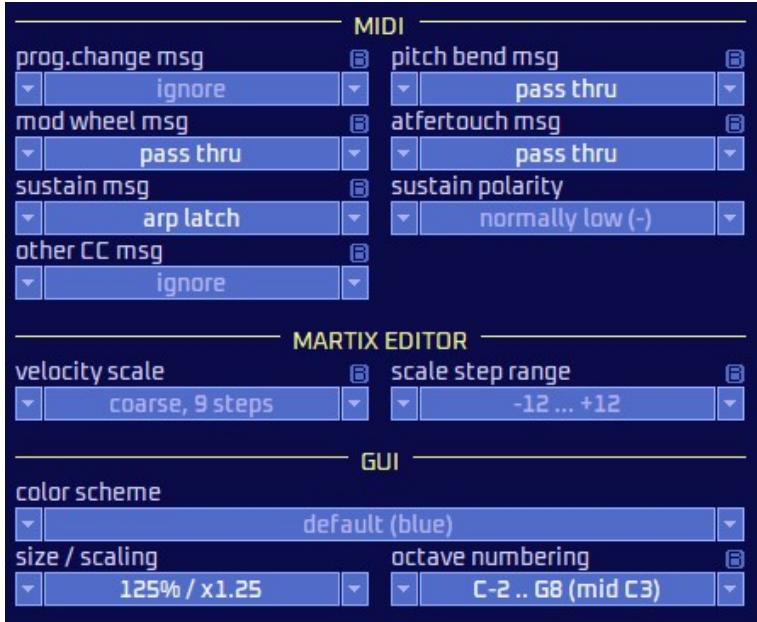 MIDI
prog.change msg pitch bend msg
ignore pass thru
mod wheel msg atfertouch msg
pass thru pass thru
sustain msg sustain polarity
arp latch normally low (-)
other CC msg
ignore
MARTIX EDITOR
velocity scale scale step range
coarse, 9 steps -12 ... +12
GUI
color scheme
default (blue)
size / scaling octave numbering
125% / x1.25 C-2 .. G8 (mid C3)